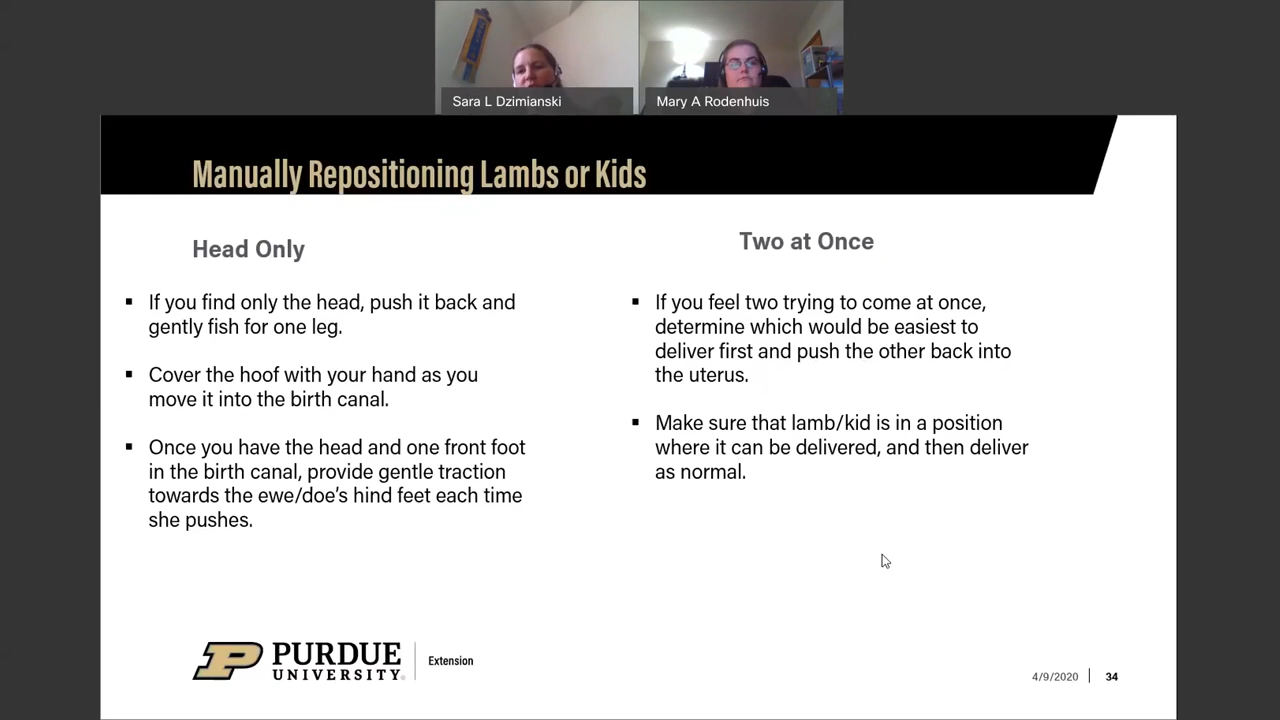 Sara L Dzimianski
Mary A Rodenhuis
Manually Repositioning Lambs or Kids
Head Only
▪ If you find only the head, push it back and
gently fish for one leg.
▪ Cover the hoof with your hand as you
move it into the birth canal.
▪ Once you have the head and one front foot
in the birth canal, provide gentle traction
towards the ewe/doe’s hind feet each time
she pushes.
Two at Once
▪ If you feel two trying to come at once,
determine which would be easiest to
deliver first and push the other back into
the uterus.
▪ Make sure that lamb/kid is in a position
where it can be delivered, and then deliver
as normal.
P PURDUE
UNIVERSITY®
Extension
4/9/2020 | 34